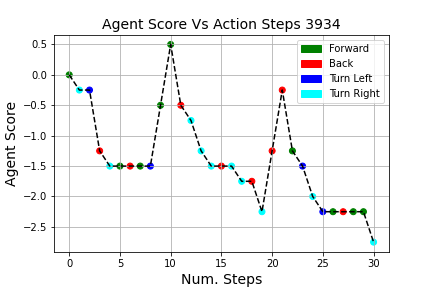 Agent Score Vs Action Steps 3934
Agent Score
0.5
0.0
−0.5
−1.0
−1.5
−2.0
−2.5
Forward
Back
Turn Left
Turn Right
0 5 10 15 20 25 30
Num. Steps